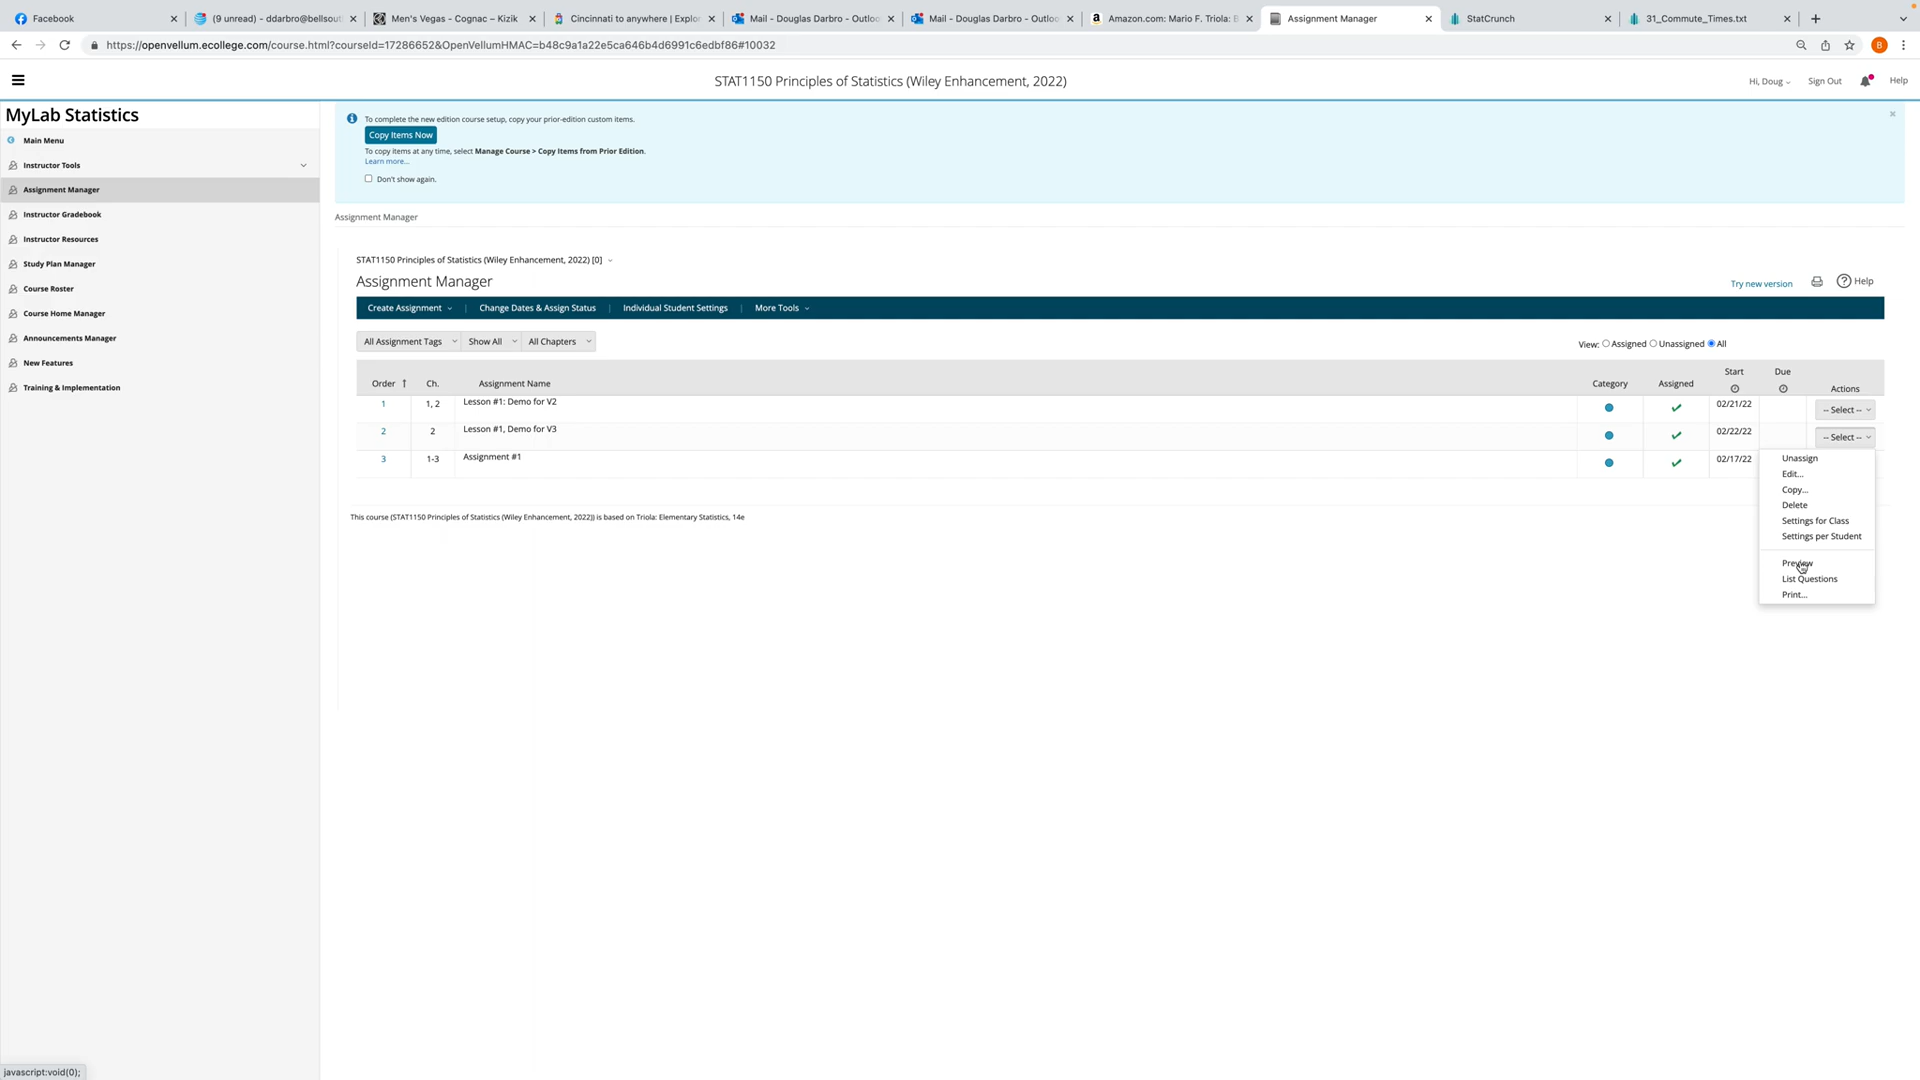 Facebook
(9 unread) - ddarbro@bellsout
Men's Vegas - Cognac – Kizik
Cincinnati to anywhere | Explor
Mail - Douglas Darbro - Outloo
Mail - Douglas Darbro - Outloo
Amazon.com: Mario F. Triola: B
Assignment Manager
StatCrunch
31_Commute_Times.txt
https://openvellum.ecollege.com/course.html?courseId=17286652&OpenVellumHMAC=b48c9a1a22e5ca646b4d6991c6edbf86#10032
B
STAT1150 Principles of Statistics (Wiley Enhancement, 2022)
Hi, Doug
Sign Out
Help
MyLab Statistics
Main Menu
Instructor Tools
Assignment Manager
Instructor Gradebook
Instructor Resources
Study Plan Manager
Course Roster
Course Home Manager
Announcements Manager
New Features
Training & Implementation
To complete the new edition course setup, copy your prior-edition custom items.
Copy Items Now
To copy items at any time, select Manage Course > Copy Items from Prior Edition.
Learn more...
Don't show again.
Assignment Manager
STAT1150 Principles of Statistics (Wiley Enhancement, 2022) [0]
Assignment Manager
Try new version
Help
Create Assignment
Change Dates & Assign Status
Individual Student Settings
More Tools
All Assignment Tags
Show All
All Chapters
View: Assigned Unassigned All
Order Ch. Assignment Name Category Assigned Start Due Actions
1 1, 2 Lesson #1: Demo for V2 02/21/22 -- Select --
2 2 Lesson #1, Demo for V3 02/22/22 -- Select --
3 1-3 Assignment #1 02/17/22
Unassign
Edit...
Copy...
Delete
Settings for Class
Settings per Student
Preview
List Questions
Print...
This course (STAT1150 Principles of Statistics (Wiley Enhancement, 2022)) is based on Triola: Elementary Statistics, 14e
javascript:void(0);